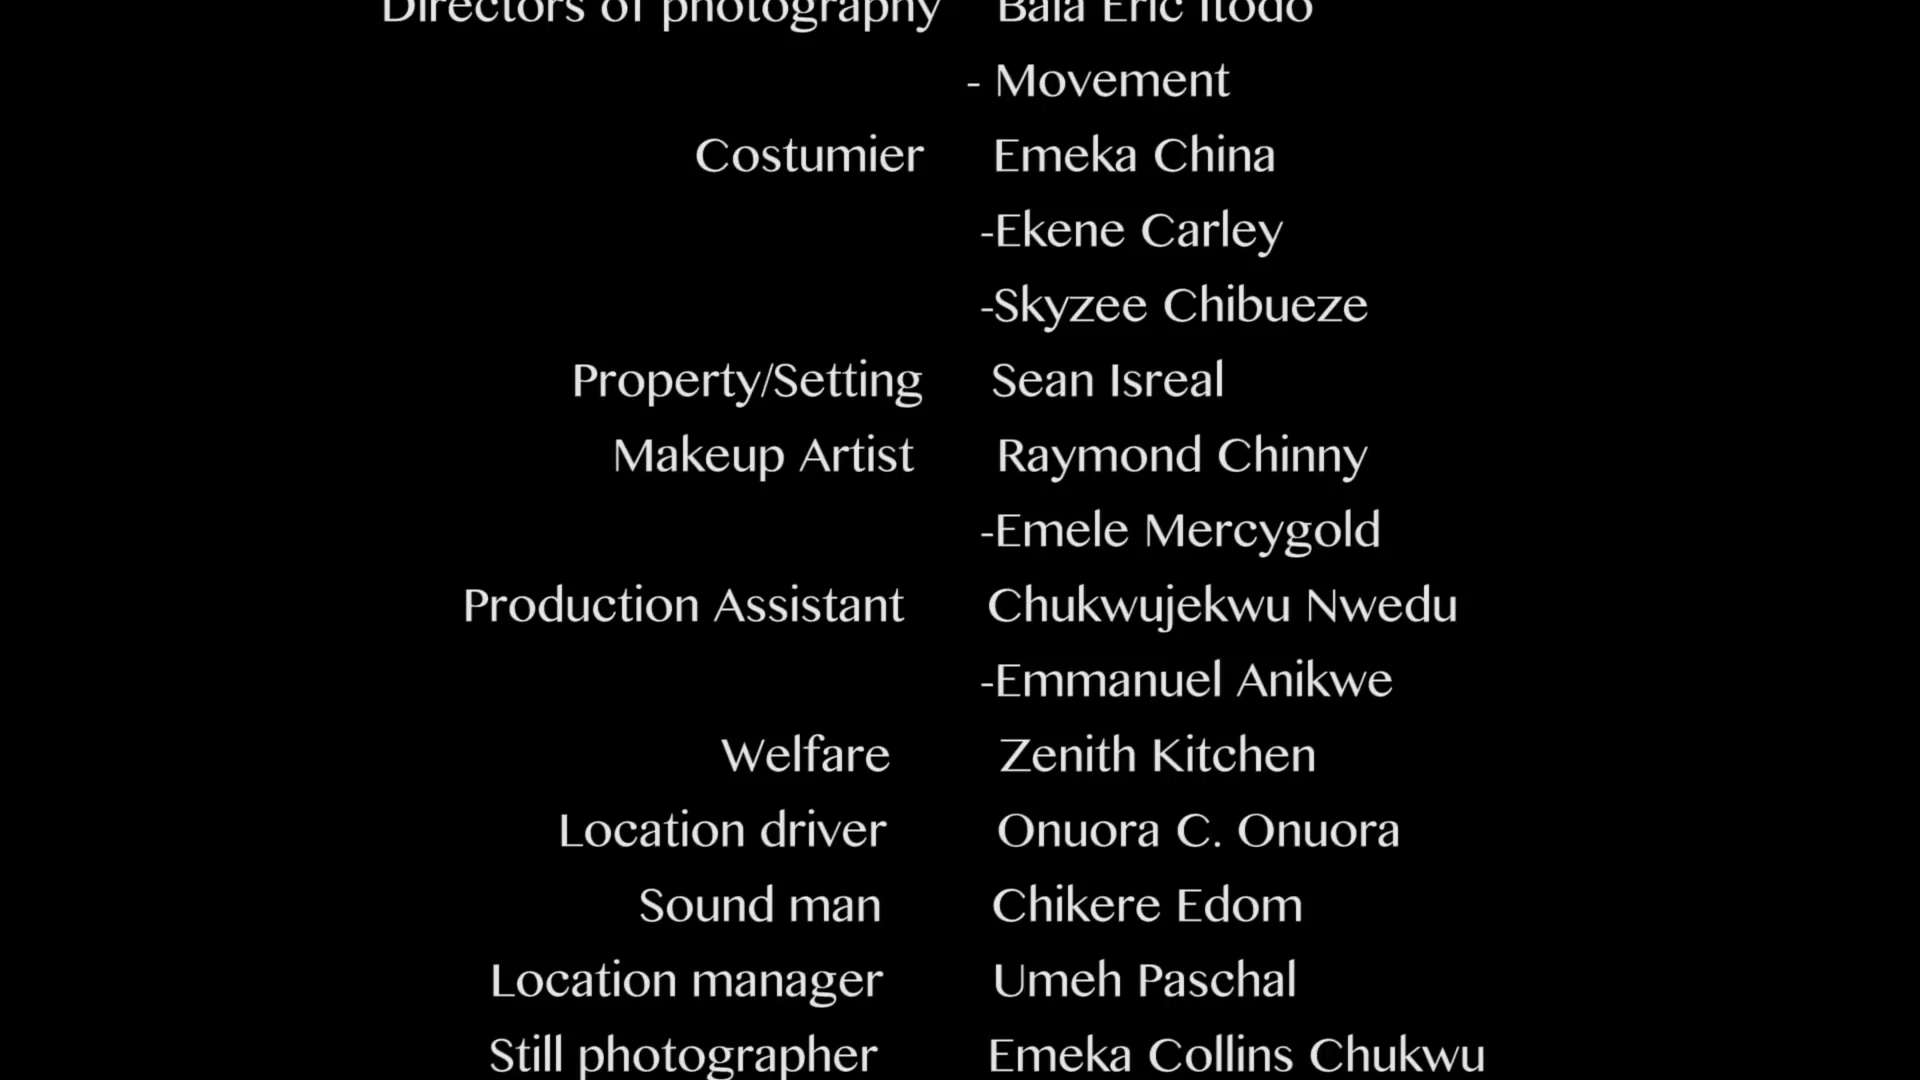 Directors of photography Bala Eric Itodo
- Movement
Costumier Emeka China
-Ekene Carley
-Skyzee Chibueze
Property/Setting Sean Isreal
Makeup Artist Raymond Chinny
-Emele Mercygold
Production Assistant Chukwujekwu Nwedu
-Emmanuel Anikwe
Welfare Zenith Kitchen
Location driver Onuora C. Onuora
Sound man Chikere Edom
Location manager Umeh Paschal
Still photographer Emeka Collins Chukwu